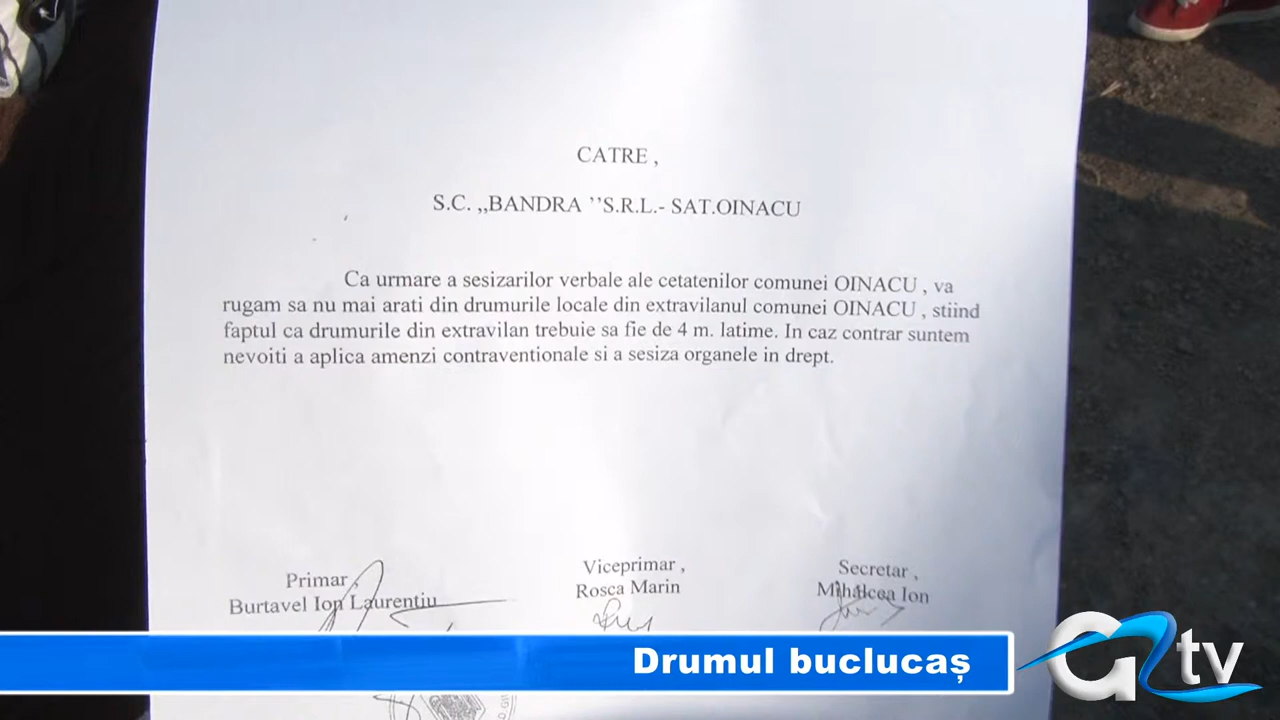 CATRE ,
S.C. ,,BANDRA ’’S.R.L.- SAT.OINACU
Ca urmare a sesizarilor verbale ale cetatenilor comunei OINACU , va
rugam sa nu mai arati din drumurile locale din extravilanul comunei OINACU , stiind
faptul ca drumurile din extravilan trebuie sa fie de 4 m. latime. In caz contrar suntem
nevoiti a aplica amenzi contraventionale si a sesiza organele in drept.
Primar,
Burtavel Ion Laurentiu
Viceprimar ,
Rosca Marin
Secretar ,
Mihalcea Ion
Drumul buclucaș
G2tv